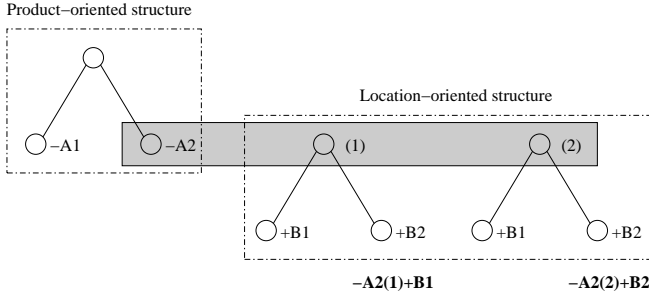 Product−oriented structure
Location−oriented structure
−A1
−A2
(1)
(2)
+B1
+B2
+B1
+B2
−A2(1)+B1
−A2(2)+B2